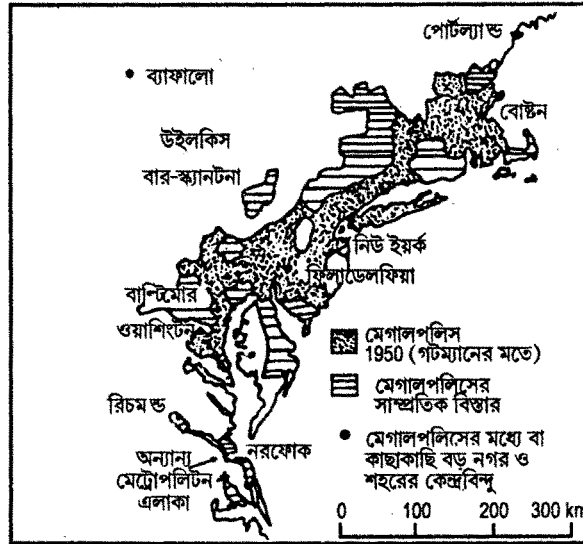 পোর্টল্যান্ড
ব্যাফালো
বোষ্টন
উইলকিস
বার-স্ক্যানটনা
নিউ ইয়র্ক
ফিলাডেলফিয়া
বাল্টিমোর
ওয়াশিংটন
মেগালপলিস
1950 (গটম্যানের মতে)
মেগালপলিসের
সাম্প্রতিক বিস্তার
রিচমন্ড
নরফোক
অন্যান্য
মেট্রোপলিটন
এলাকা
মেগালপলিসের মধ্যে বা
কাছাকাছি বড় নগর ও
শহরের কেন্দ্রবিন্দু
0 100 200 300 km